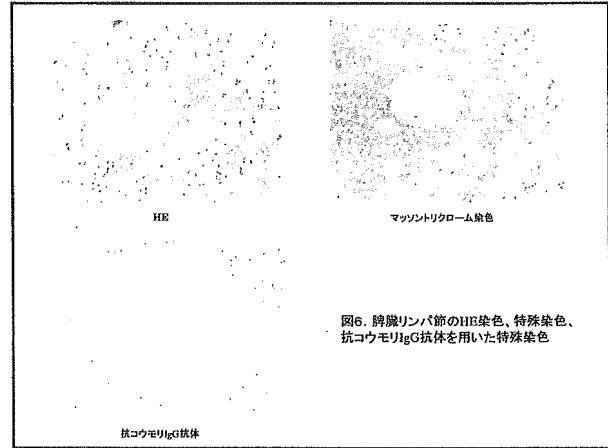 HE
マッソントリクローム染色
図6. 脾臓リンパ節のHE染色、特殊染色、
抗コウモリIgG抗体を用いた特殊染色
抗コウモリIgG抗体